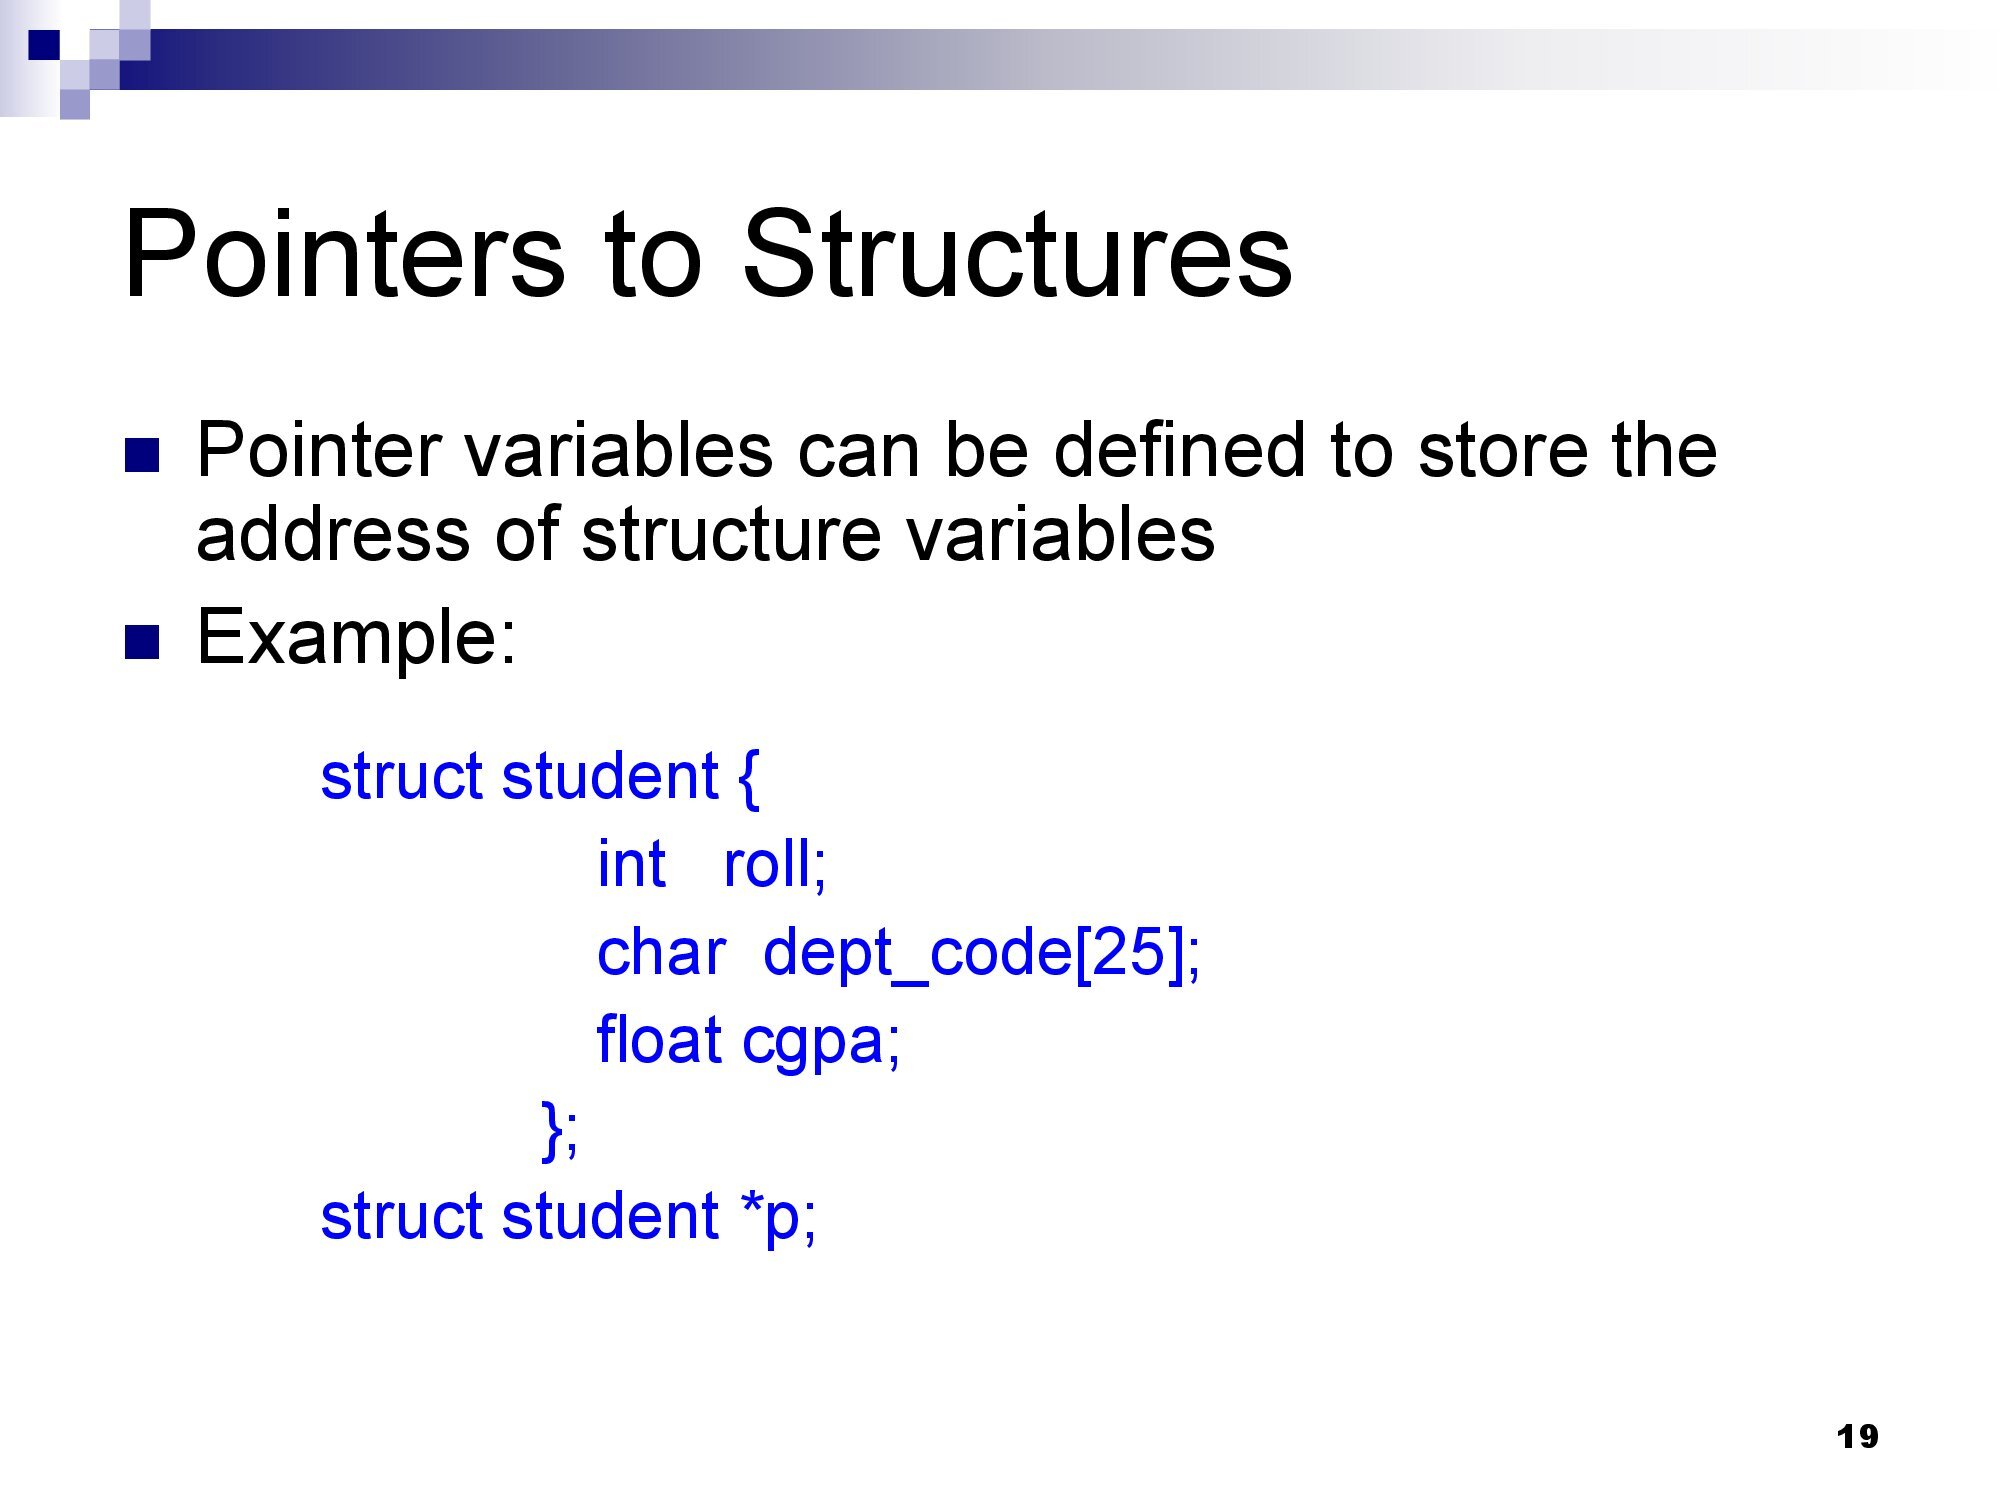 Pointers to Structures
Pointer variables can be defined to store the
address of structure variables
Example:
struct student {
int roll;
char dept_code[25];
float cgpa;
};
struct student *p;
19